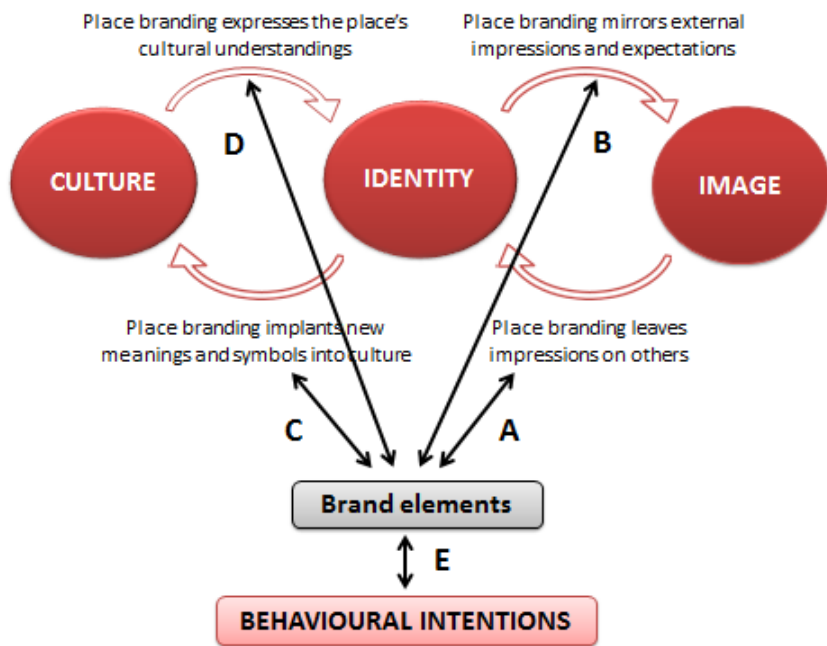 Place branding expresses the place's
cultural understandings
Place branding mirrors external
impressions and expectations
D
B
CULTURE
IDENTITY
IMAGE
Place branding implants new
meanings and symbols into culture
Place branding leaves
impressions on others
C
A
Brand elements
E
BEHAVIOURAL INTENTIONS